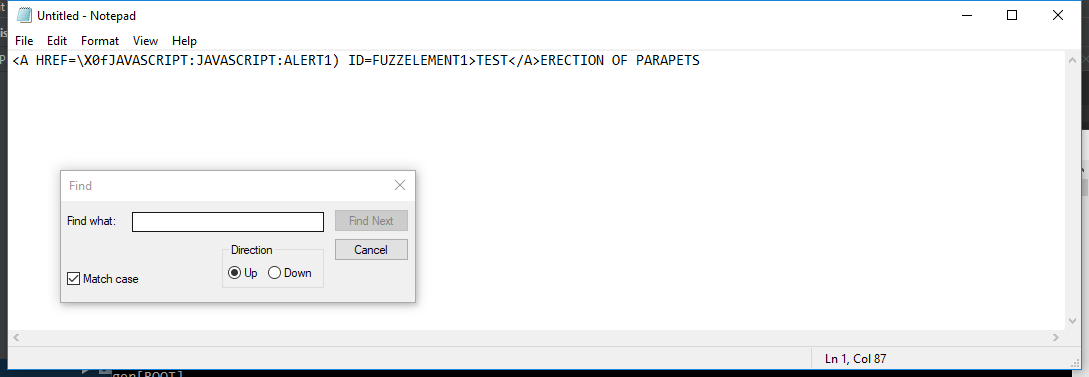 Untitled - Notepad
File Edit Format View Help
<A HREF=\X0fJAVASCRIPT:JAVASCRIPT:ALERT1) ID=FUZZELEMENT1>TEST</A>ERECTION OF PARAPETS
Find
Find what:
Find Next
Direction
Cancel
Up Down
Match case
Ln 1, Col 87